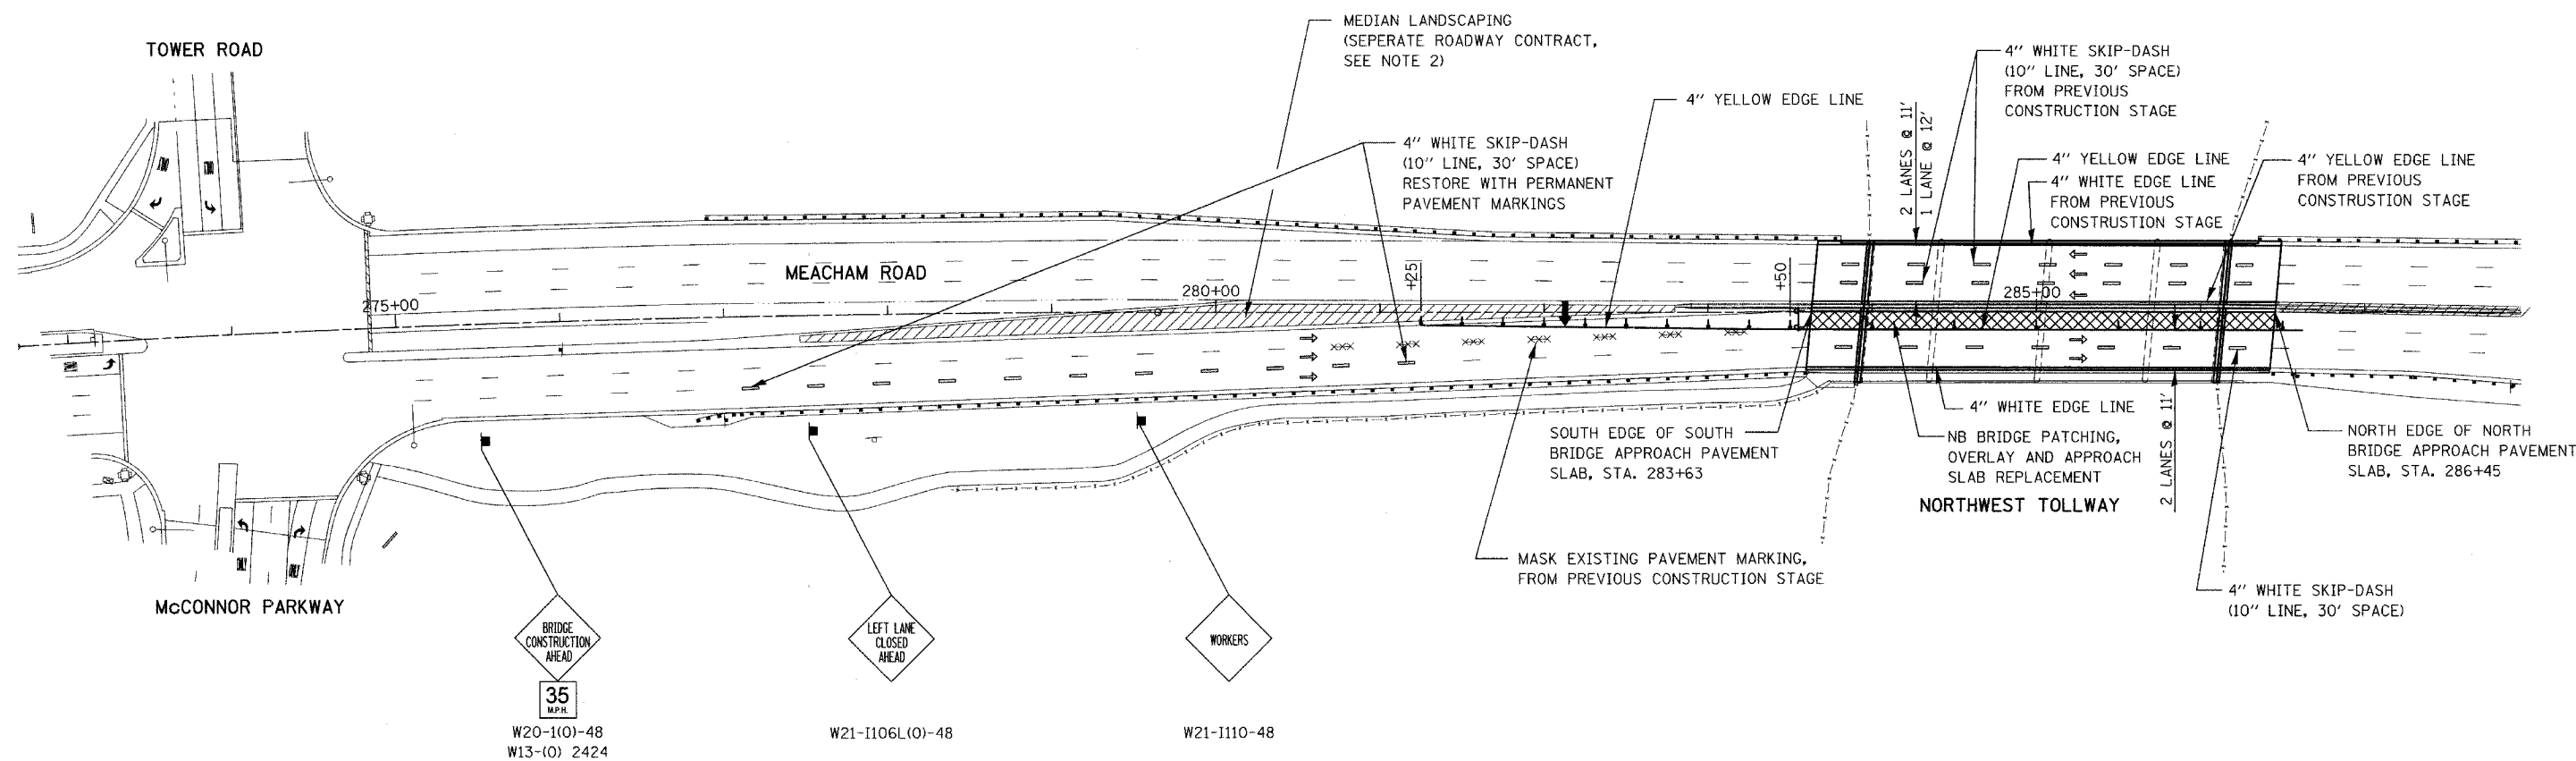 TOWER ROAD
MEDIAN LANDSCAPING
(SEPERATE ROADWAY CONTRACT,
SEE NOTE 2)
4" WHITE SKIP-DASH
(10" LINE, 30' SPACE)
FROM PREVIOUS
CONSTRUCTION STAGE
4" YELLOW EDGE LINE
4" WHITE SKIP-DASH
(10" LINE, 30' SPACE)
RESTORE WITH PERMANENT
PAVEMENT MARKINGS
2 LANES @ 11'
1 LANE @ 12'
4" YELLOW EDGE LINE
4" WHITE EDGE LINE
FROM PREVIOUS
CONSTRUSTION STAGE
4" YELLOW EDGE LINE
FROM PREVIOUS
CONSTRUSTION STAGE
MEACHAM ROAD
275+00
280+00
+25
+50
285+00
4" WHITE EDGE LINE
2 LANES @ 11'
SOUTH EDGE OF SOUTH
BRIDGE APPROACH PAVEMENT
SLAB, STA. 283+63
NB BRIDGE PATCHING,
OVERLAY AND APPROACH
SLAB REPLACEMENT
NORTH EDGE OF NORTH
BRIDGE APPROACH PAVEMENT
SLAB, STA. 286+45
NORTHWEST TOLLWAY
MASK EXISTING PAVEMENT MARKING,
FROM PREVIOUS CONSTRUCTION STAGE
4" WHITE SKIP-DASH
(10" LINE, 30' SPACE)
McCONNOR PARKWAY
BRIDGE
CONSTRUCTION
AHEAD
35
M.P.H.
W20-1(O)-48
W13-(O) 2424
LEFT LANE
CLOSED
AHEAD
W21-I106L(O)-48
WORKERS
W21-I110-48